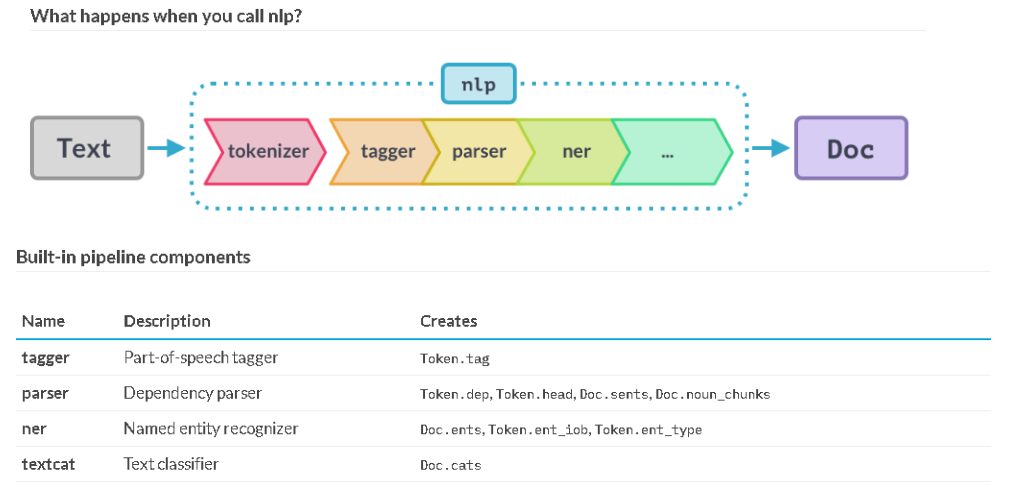 What happens when you call nlp?
nlp
Text tokenizer tagger parser ner ... Doc
Built-in pipeline components
Name Description Creates
tagger Part-of-speech tagger Token.tag
parser Dependency parser Token.dep, Token.head, Doc.sents, Doc.noun_chunks
ner Named entity recognizer Doc.ents, Token.ent_iob, Token.ent_type
textcat Text classifier Doc.cats